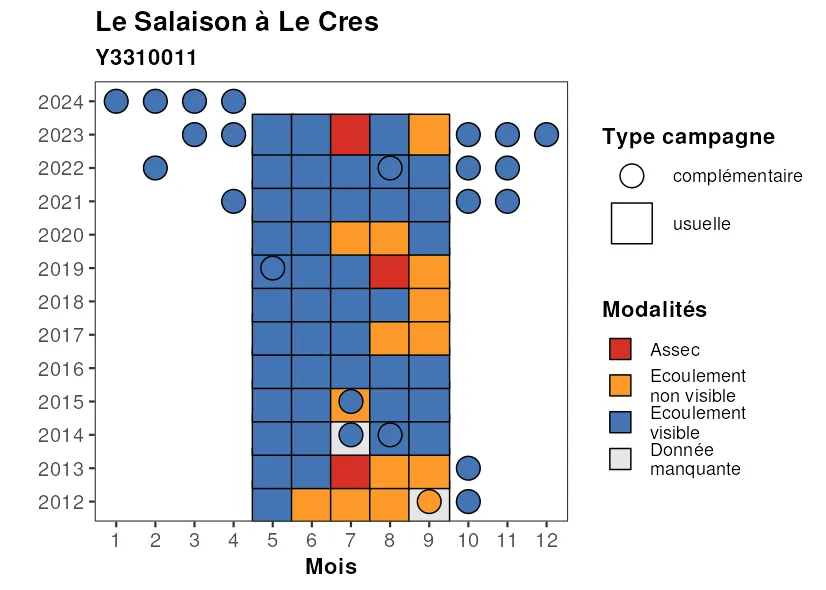 Le Salaison à Le Cres
Y3310011
2024
2023
2022
2021
2020
2019
2018
2017
2016
2015
2014
2013
2012
1 2 3 4 5 6 7 8 9 10 11 12
Mois
Type campagne
complémentaire
usuelle
Modalités
Assec
Ecoulement
non visible
Ecoulement
visible
Donnée
manquante